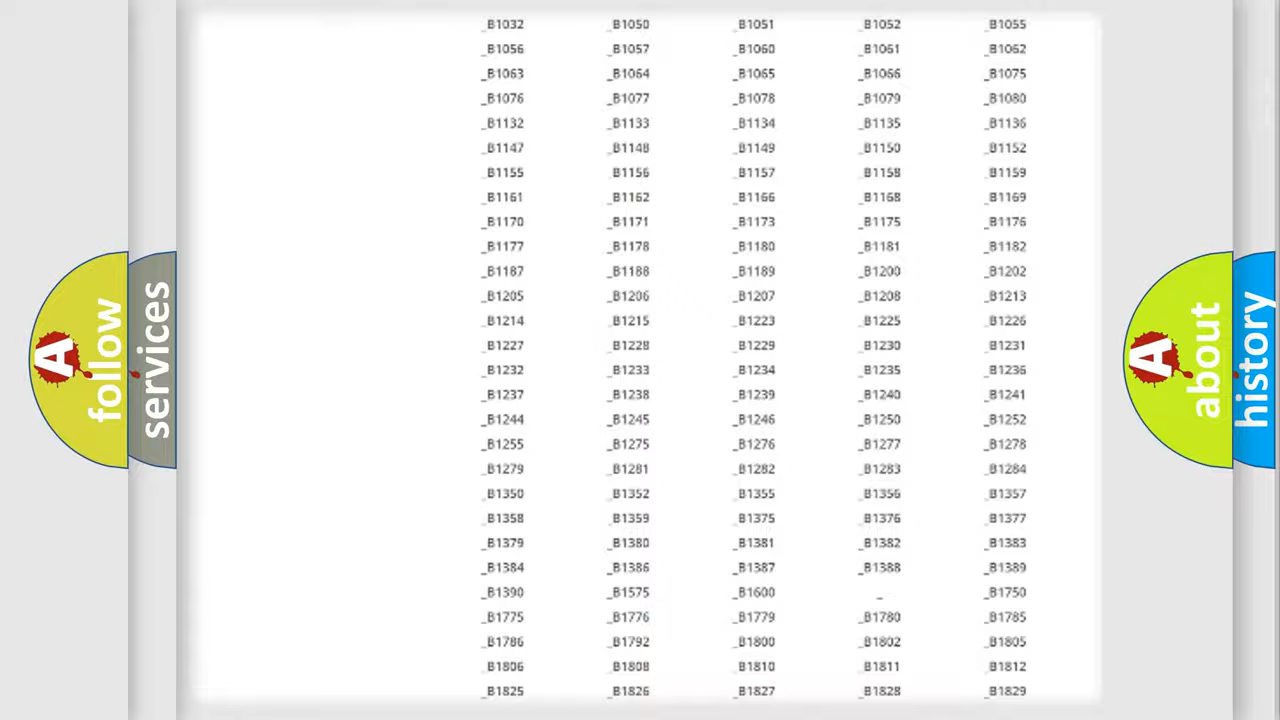 _B1032 _B1050 _B1051 _B1052 _B1055
_B1056 _B1057 _B1060 _B1061 _B1062
_B1063 _B1064 _B1065 _B1066 _B1075
_B1076 _B1077 _B1078 _B1079 _B1080
_B1132 _B1133 _B1134 _B1135 _B1136
_B1147 _B1148 _B1149 _B1150 _B1152
_B1155 _B1156 _B1157 _B1158 _B1159
_B1161 _B1162 _B1166 _B1168 _B1169
_B1170 _B1171 _B1173 _B1175 _B1176
_B1177 _B1178 _B1180 _B1181 _B1182
_B1187 _B1188 _B1189 _B1200 _B1202
_B1205 _B1206 _B1207 _B1208 _B1213
_B1214 _B1215 _B1223 _B1225 _B1226
_B1227 _B1228 _B1229 _B1230 _B1231
_B1232 _B1233 _B1234 _B1235 _B1236
_B1237 _B1238 _B1239 _B1240 _B1241
_B1244 _B1245 _B1246 _B1250 _B1252
_B1255 _B1275 _B1276 _B1277 _B1278
_B1279 _B1281 _B1282 _B1283 _B1284
_B1350 _B1352 _B1355 _B1356 _B1357
_B1358 _B1359 _B1375 _B1376 _B1377
_B1379 _B1380 _B1381 _B1382 _B1383
_B1384 _B1386 _B1387 _B1388 _B1389
_B1390 _B1575 _B1600 _ _B1750
_B1775 _B1776 _B1779 _B1780 _B1785
_B1786 _B1792 _B1800 _B1802 _B1805
_B1806 _B1808 _B1810 _B1811 _B1812
_B1825 _B1826 _B1827 _B1828 _B1829
A follow
services
A about
history